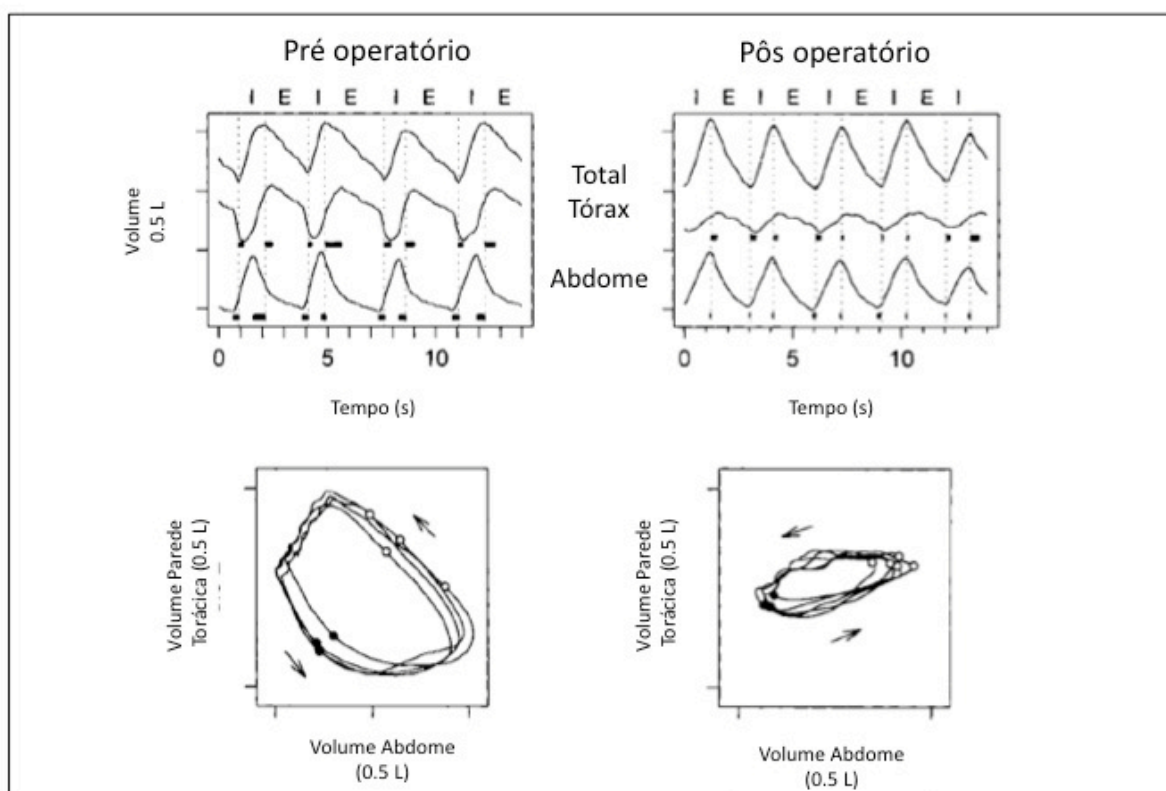 Pré operatório
Pôs operatório
I E I E I E I E
I E I E I E I E I
Volume
0.5 L
Total
Tórax
Abdome
0 5 10
0 5 10
Tempo (s)
Tempo (s)
Volume Parede
Torácica (0.5 L)
Volume Parede
Torácica (0.5 L)
Volume Abdome
(0.5 L)
Volume Abdome
(0.5 L)